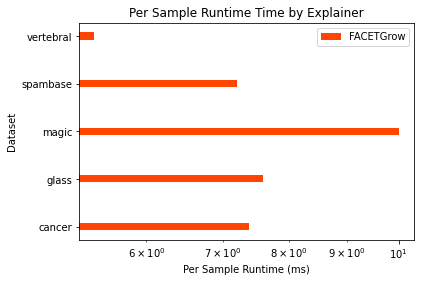 Per Sample Runtime Time by Explainer
FACETGrow
vertebral
spambase
magic
glass
cancer
Dataset
6 × 10⁰
7 × 10⁰
8 × 10⁰
9 × 10⁰
10¹
Per Sample Runtime (ms)